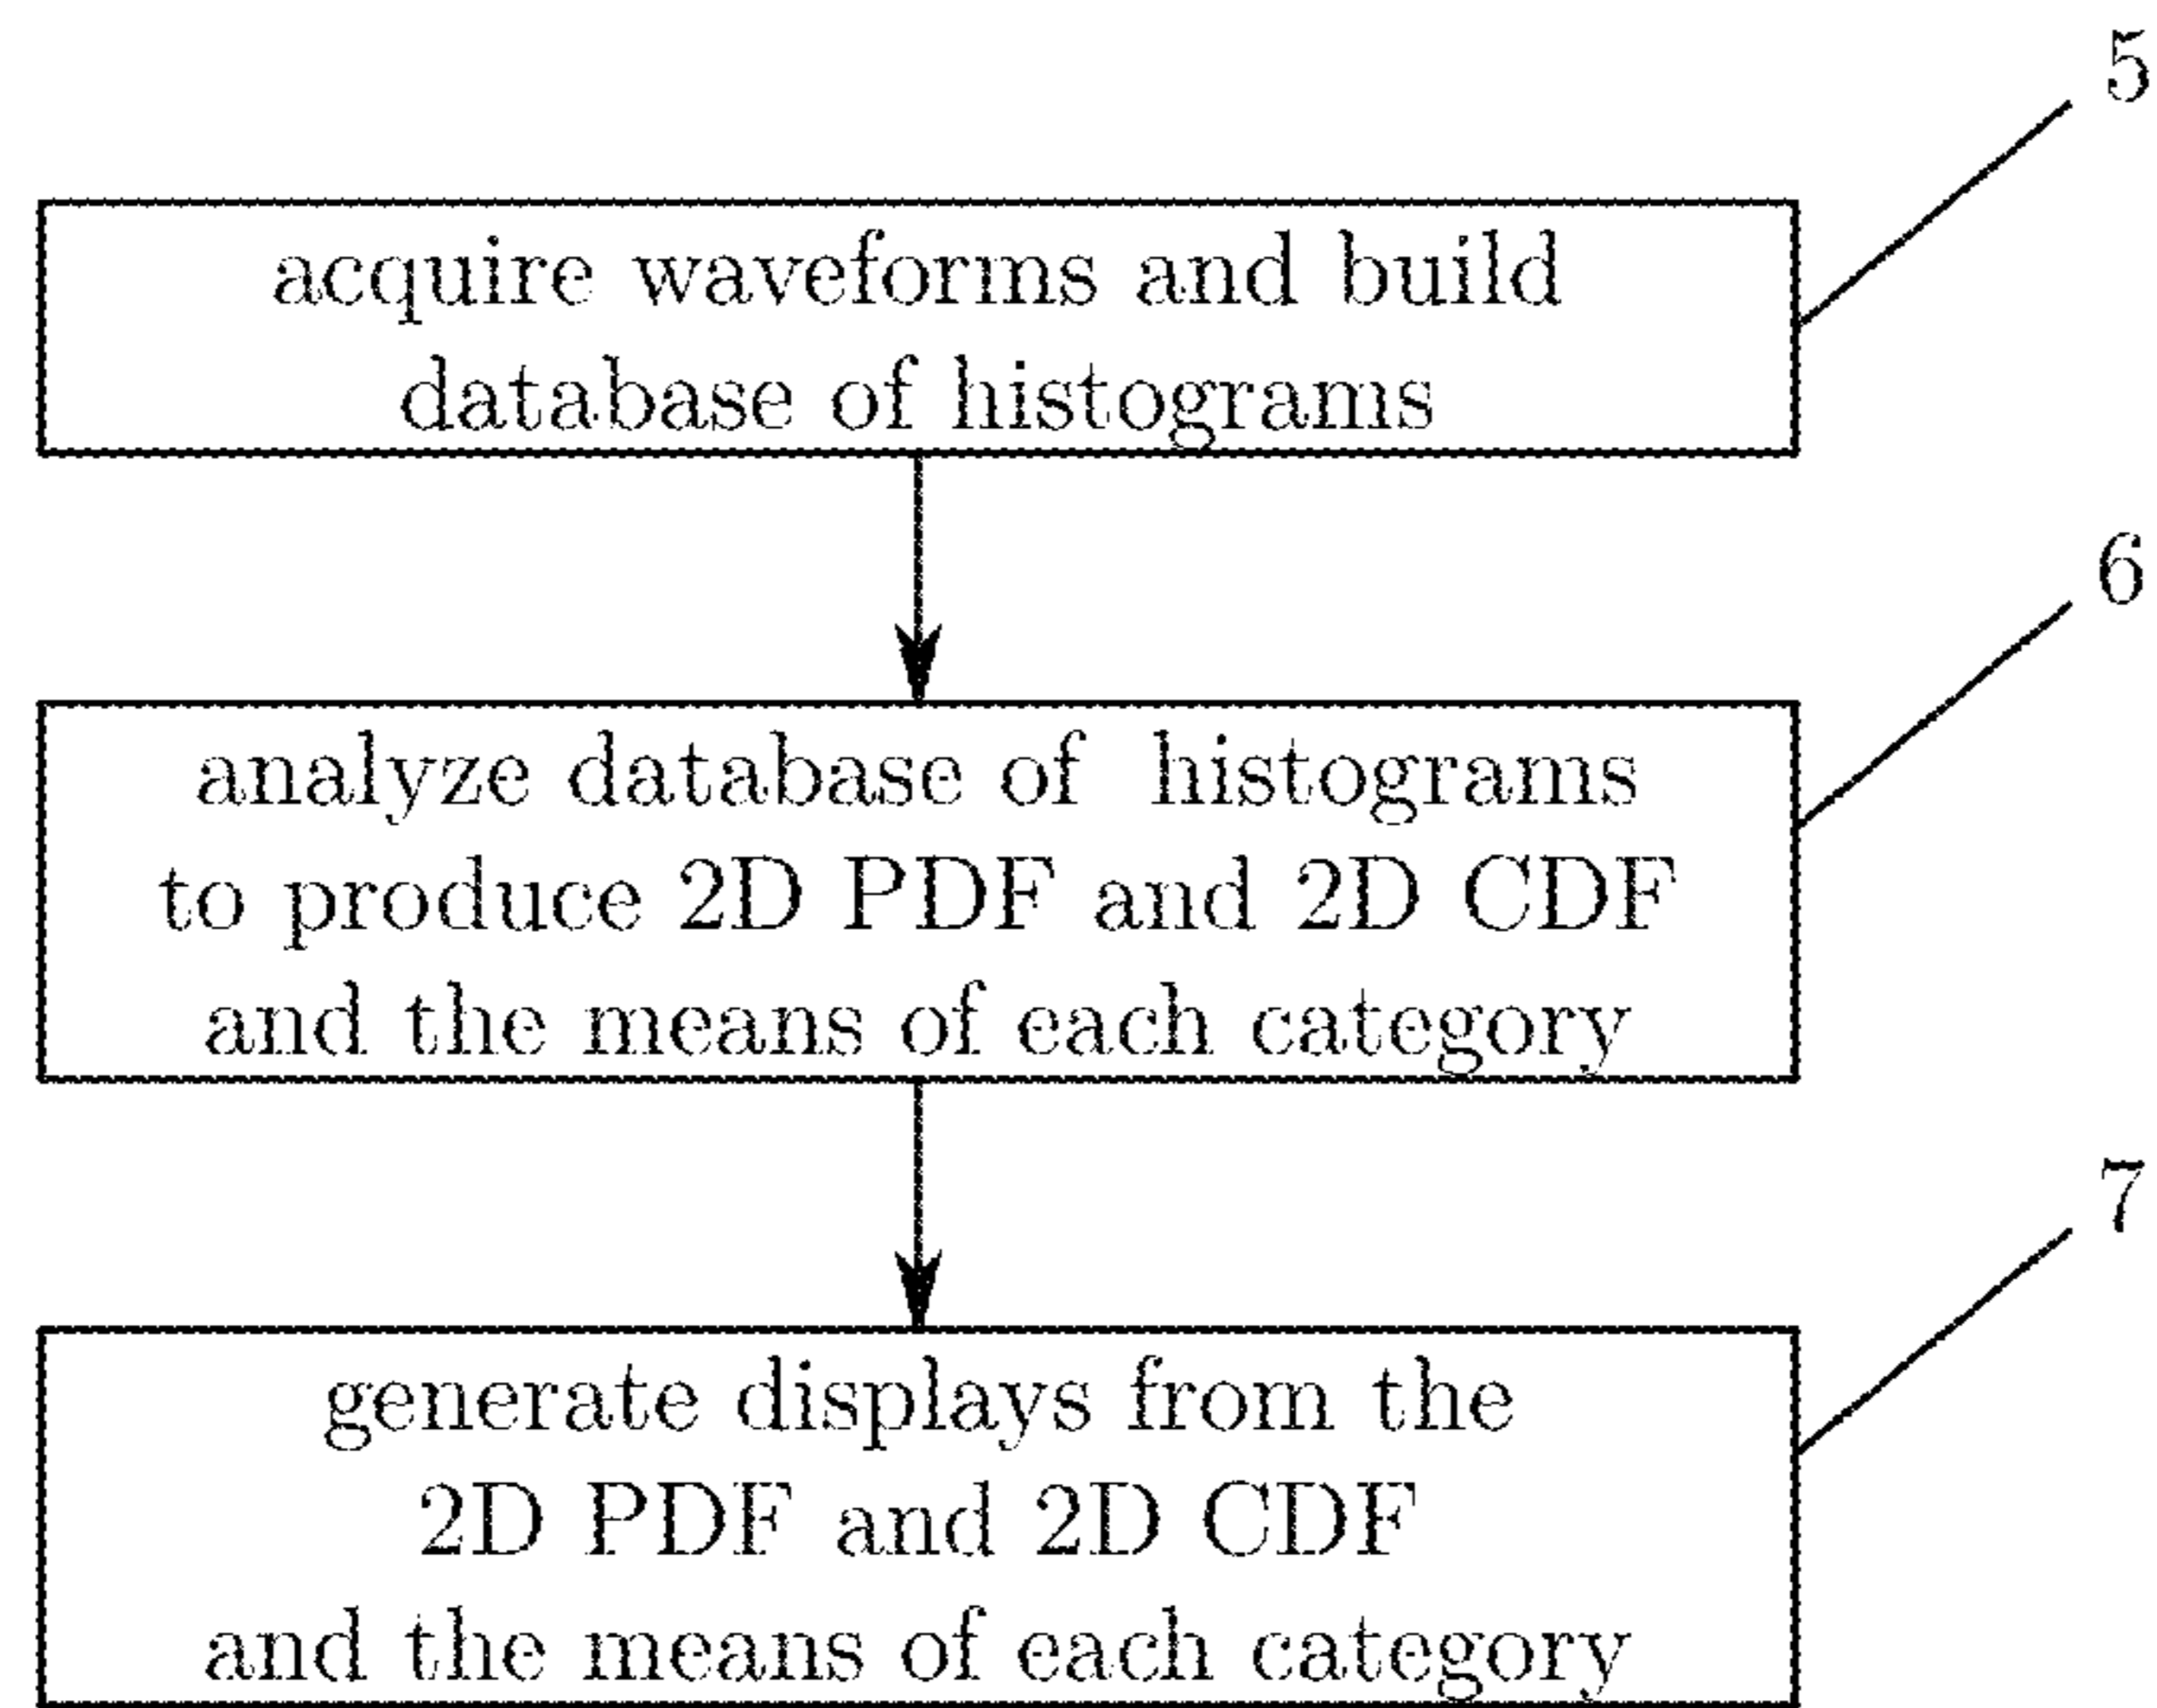 5
acquire waveforms and build
database of histograms
6
analyze database of histograms
to produce 2D PDF and 2D CDF
and the means of each category
7
generate displays from the
2D PDF and 2D CDF
and the means of each category